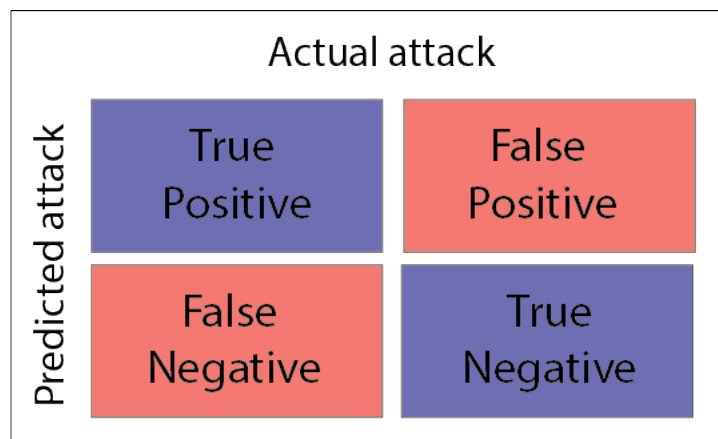 Actual attack
Predicted attack
True
Positive
False
Positive
False
Negative
True
Negative